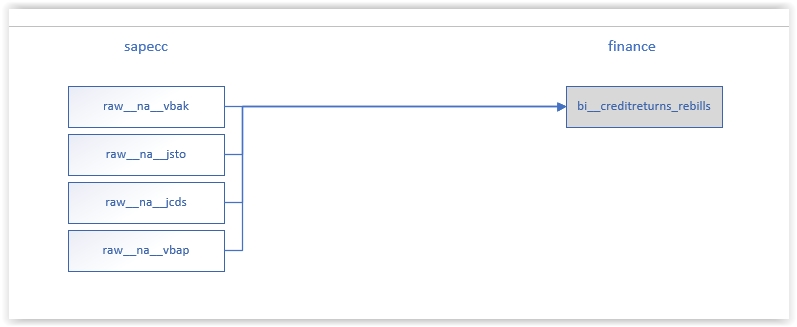 sapecc
finance
raw__na__vbak
bi__creditreturns_rebills
raw__na__jsto
raw__na__jcds
raw__na__vbap